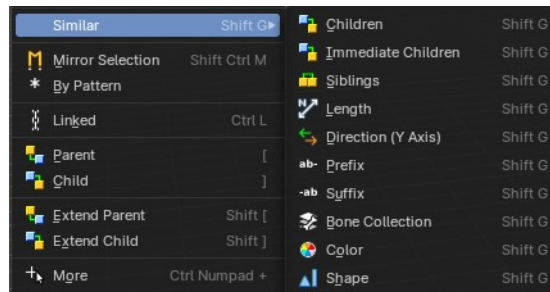 Similar Shift G
Mirror Selection Shift Ctrl M
By Pattern
Linked Ctrl L
Parent [
Child ]
Extend Parent Shift [
Extend Child Shift ]
More Ctrl Numpad +
Children Shift G
Immediate Children Shift G
Siblings Shift G
Length Shift G
Direction (Y Axis) Shift G
ab- Prefix Shift G
-ab Suffix Shift G
Bone Collection Shift G
Color Shift G
Shape Shift G